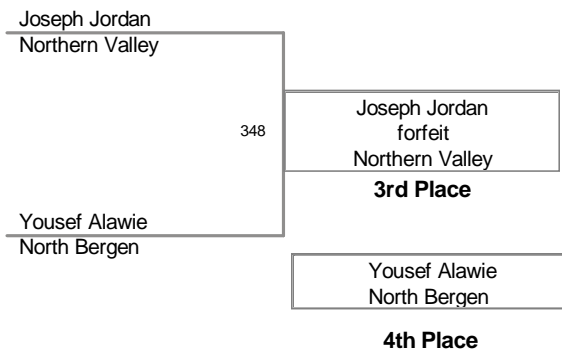 Joseph Jordan
Northern Valley
348
Joseph Jordan
forfeit
Northern Valley
3rd Place
Yousef Alawie
North Bergen
Yousef Alawie
North Bergen
4th Place